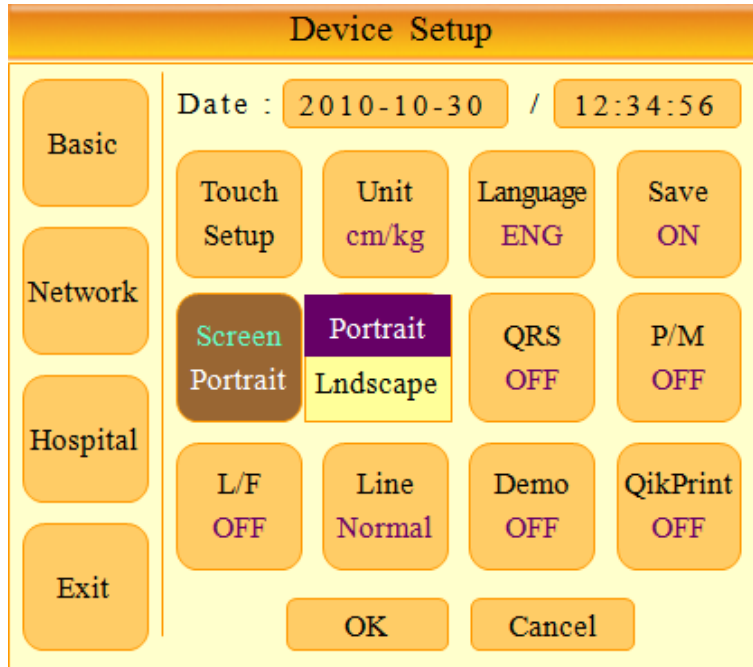 Device Setup
Date : 2010-10-30 / 12:34:56
Basic
Network
Hospital
Exit
Touch Setup
Unit cm/kg
Language ENG
Save ON
Screen Portrait
Portrait
Lndscape
QRS OFF
P/M OFF
L/F OFF
Line Normal
Demo OFF
QikPrint OFF
OK
Cancel